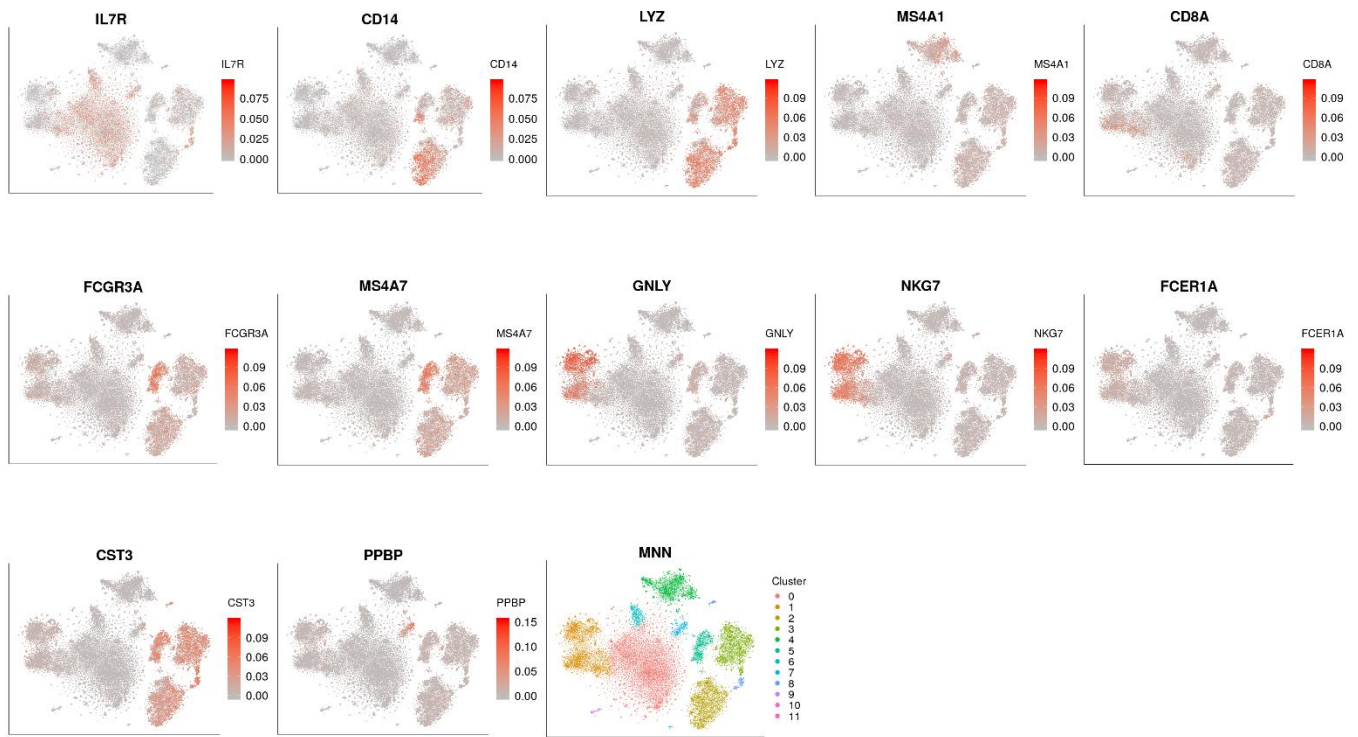 IL7R
IL7R
0.075
0.050
0.025
0.000
CD14
CD14
0.075
0.050
0.025
0.000
LYZ
LYZ
0.09
0.06
0.03
0.00
MS4A1
MS4A1
0.09
0.06
0.03
0.00
CD8A
CD8A
0.09
0.06
0.03
0.00
FCGR3A
FCGR3A
0.09
0.06
0.03
0.00
MS4A7
MS4A7
0.09
0.06
0.03
0.00
GNLY
GNLY
0.09
0.06
0.03
0.00
NKG7
NKG7
0.09
0.06
0.03
0.00
FCER1A
FCER1A
0.09
0.06
0.03
0.00
CST3
CST3
0.09
0.06
0.03
0.00
PPBP
PPBP
0.15
0.10
0.05
0.00
MNN
Cluster
0
1
2
3
4
5
6
7
8
9
10
11